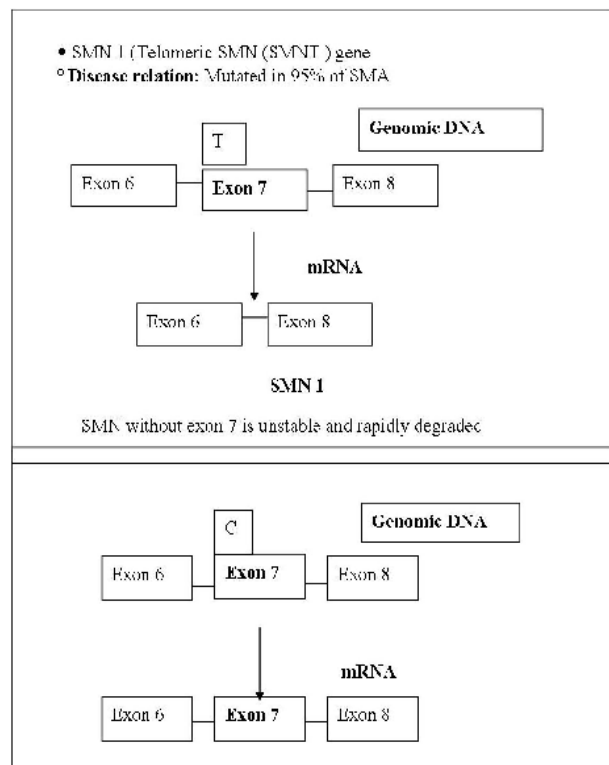 • SMN 1 (Telomeric SMN (SMNT ) gene
° Disease relation: Mutated in 95% of SMA
Genomic DNA
T
Exon 6 Exon 7 Exon 8
mRNA
Exon 6 Exon 8
SMN 1
SMN without exon 7 is unstable and rapidly degraded
Genomic DNA
C
Exon 6 Exon 7 Exon 8
mRNA
Exon 6 Exon 7 Exon 8